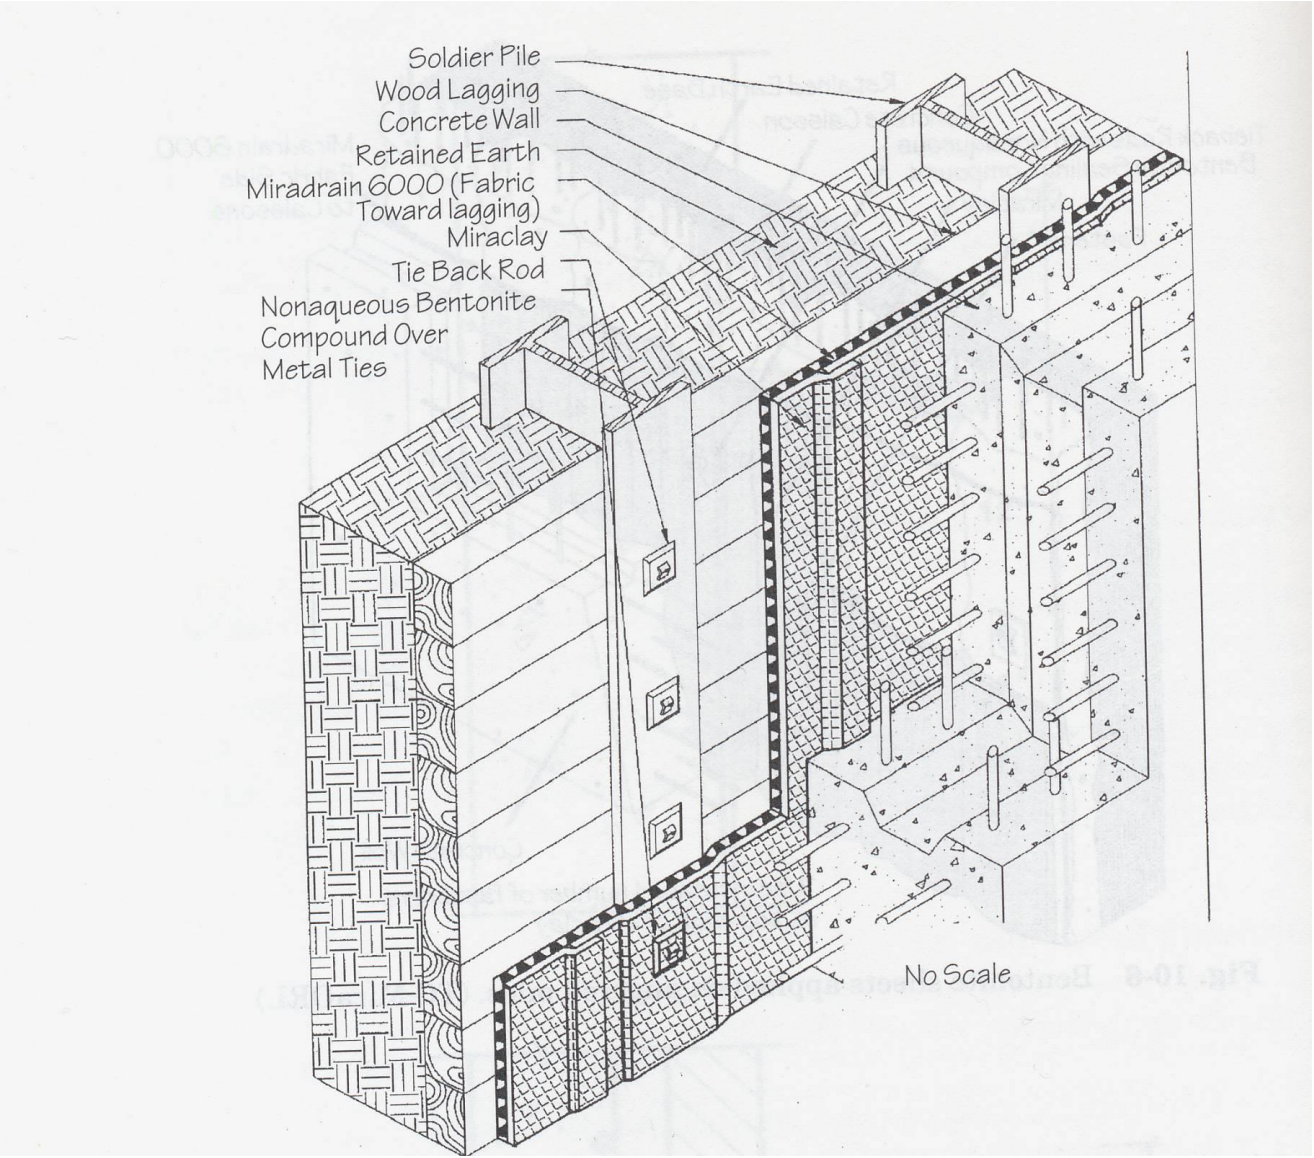 Soldier Pile
Wood Lagging
Concrete Wall
Retained Earth
Miradrain 6000 (Fabric
Toward lagging)
Miraclay
Tie Back Rod
Nonaqueous Bentonite
Compound Over
Metal Ties
No Scale